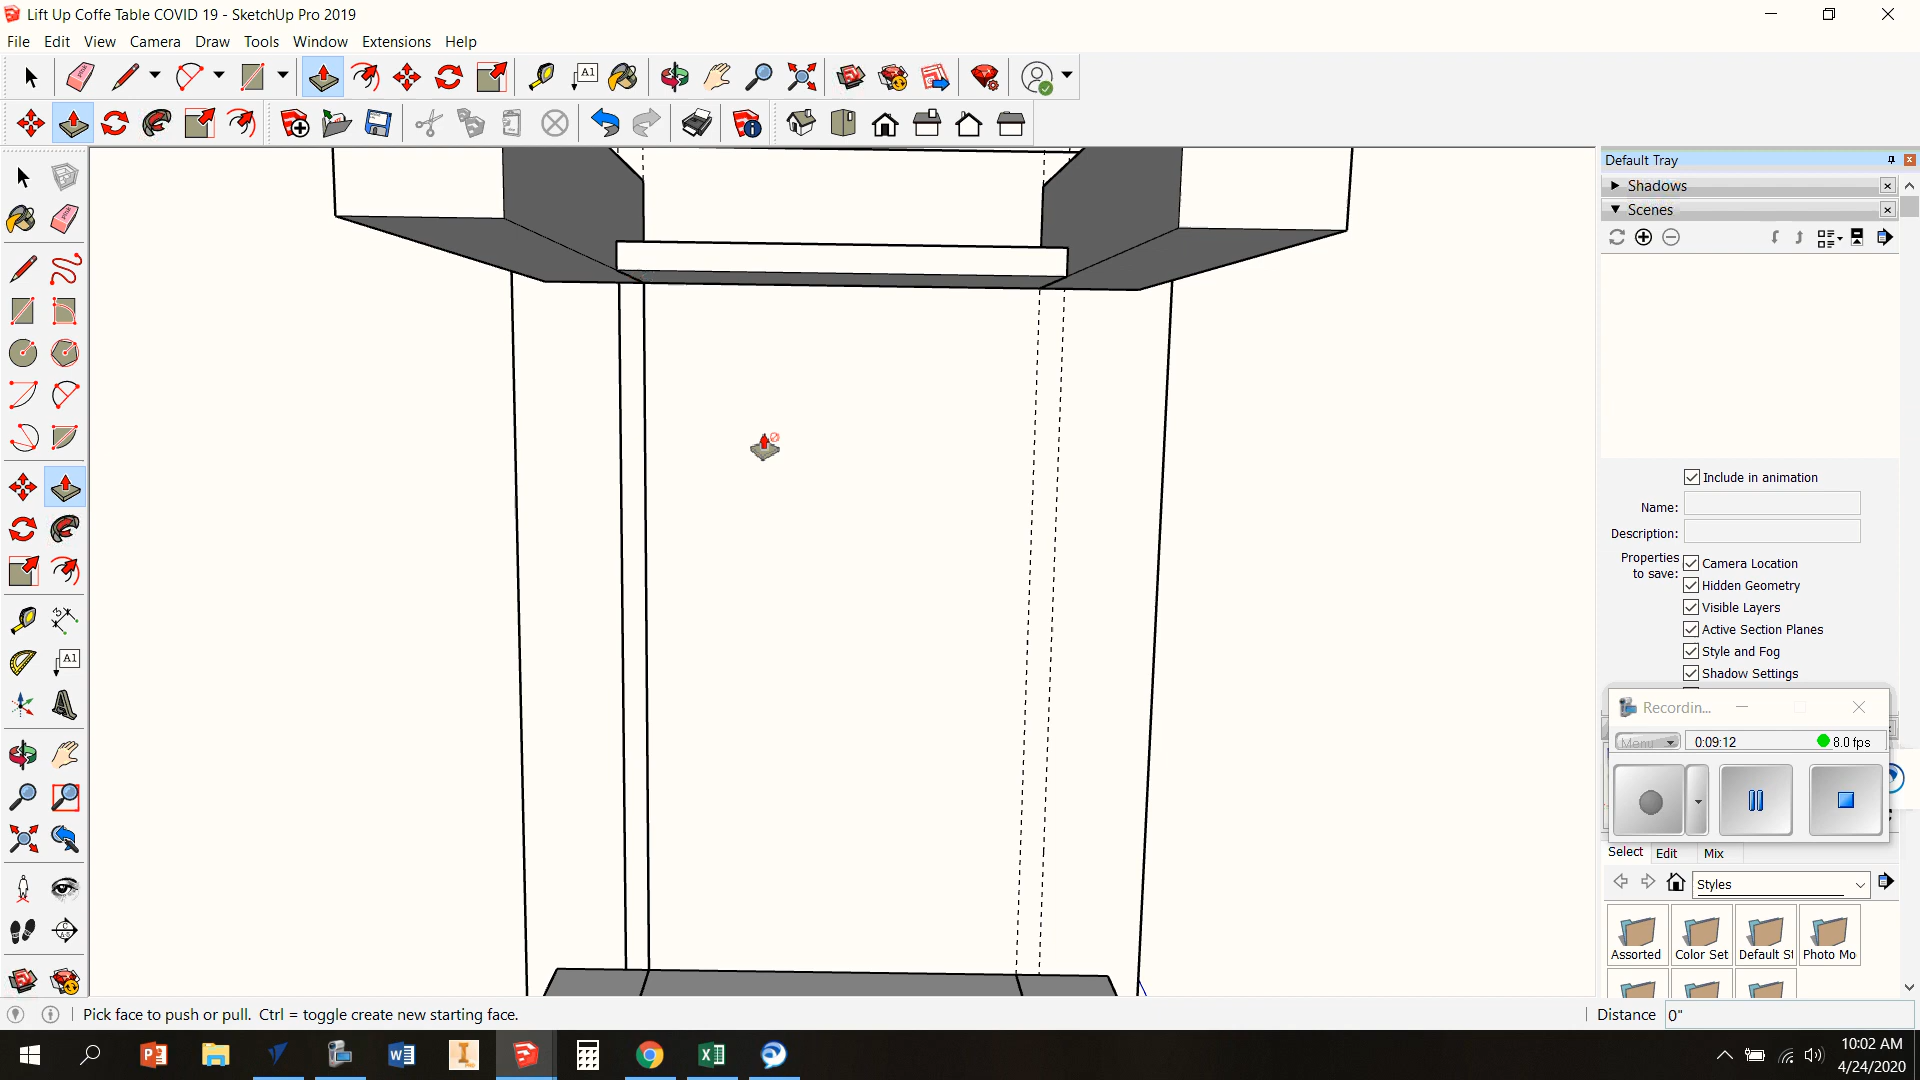 Lift Up Coffe Table COVID 19 - SketchUp Pro 2019
File Edit View Camera Draw Tools Window Extensions Help
A1
Default Tray
Shadows
Scenes
Include in animation
Name:
Description:
Properties
to save:
Camera Location
Hidden Geometry
Visible Layers
Active Section Planes
Style and Fog
Shadow Settings
A1
Recordin...
Menu
0:09:12
8.0 fps
Select Edit Mix
Styles
Assorted Color Set Default St Photo Mo
Pick face to push or pull. Ctrl = toggle create new starting face.
Distance 0"
10:02 AM
4/24/2020